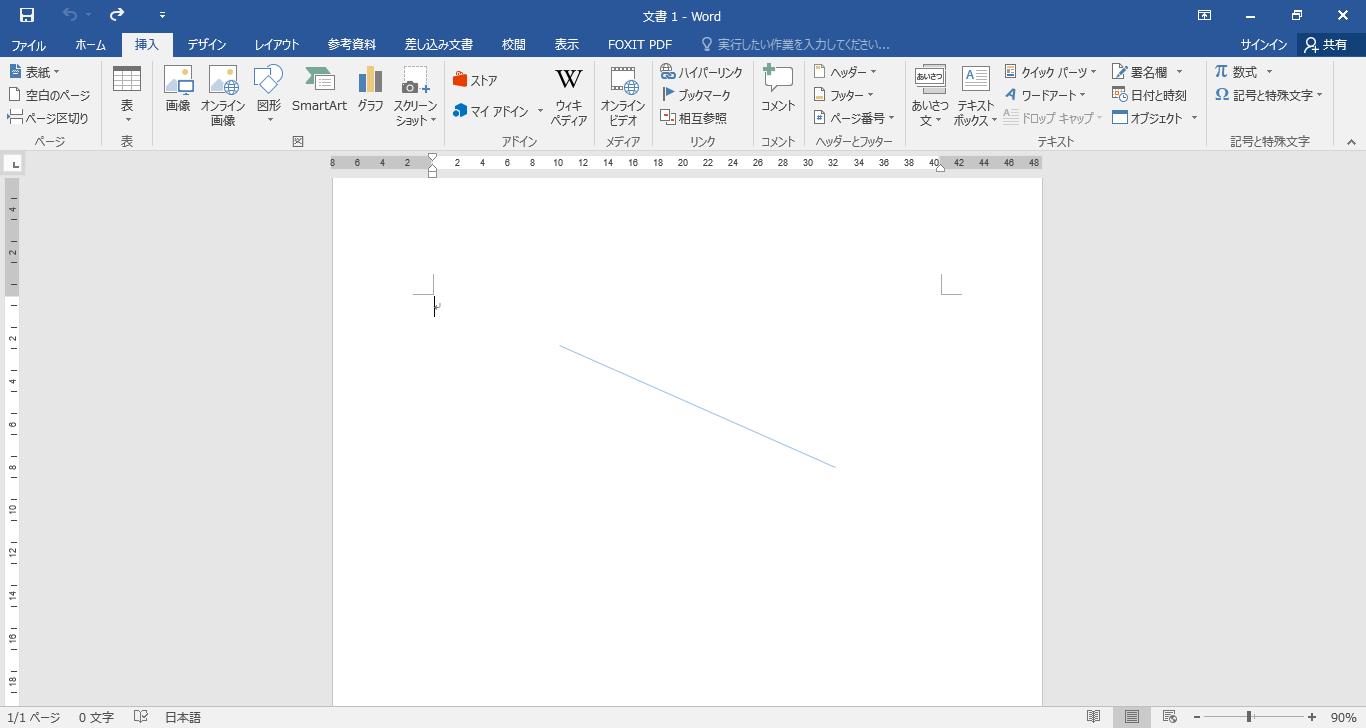 文書 1 - Word
ファイル ホーム 挿入 デザイン レイアウト 参考資料 差し込み文書 校閲 表示 FOXIT PDF 実行したい作業を入力してください... サインイン 共有
表紙
空白のページ
ページ区切り
ページ
表
表
画像
オンライン
画像
図形
SmartArt
グラフ
スクリーン
ショット
図
ストア
マイ アドイン
ウィキ
ペディア
アドイン
オンライン
ビデオ
メディア
ハイパーリンク
ブックマーク
相互参照
リンク
コメント
コメント
ヘッダー
フッター
ページ番号
ヘッダーとフッター
あいさつ
あいさつ
文
A
テキスト
ボックス
クイック パーツ
ワードアート
ドロップ キャップ
署名欄
日付と時刻
オブジェクト
テキスト
π 数式
Ω 記号と特殊文字
記号と特殊文字
8 6 4 2 2 4 6 8 10 12 14 16 18 20 22 24 26 28 30 32 34 36 38 40 42 44 46 48
4
2
2
4
6
8
10
12
14
16
18
1/1 ページ 0 文字 日本語 90%